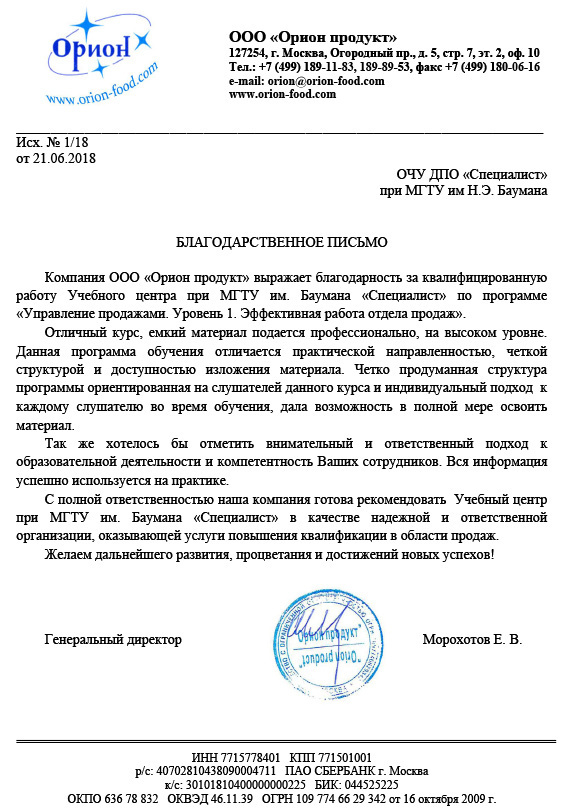 Орион
www.orion-food.com
ООО «Орион продукт»
127254, г. Москва, Огородный пр., д. 5, стр. 7, эт. 2, оф. 10
Тел.: +7 (499) 189-11-83, 189-89-53, факс +7 (499) 180-06-16
e-mail: orion@orion-food.com
www.orion-food.com
Исх. № 1/18
от 21.06.2018
ОЧУ ДПО «Специалист»
при МГТУ им Н.Э. Баумана
БЛАГОДАРСТВЕННОЕ ПИСЬМО
Компания ООО «Орион продукт» выражает благодарность за квалифицированную
работу Учебного центра при МГТУ им. Баумана «Специалист» по программе
«Управление продажами. Уровень 1. Эффективная работа отдела продаж».
Отличный курс, емкий материал подается профессионально, на высоком уровне.
Данная программа обучения отличается практической направленностью, четкой
структурой и доступностью изложения материала. Четко продуманная структура
программы ориентированная на слушателей данного курса и индивидуальный подход к
каждому слушателю во время обучения, дала возможность в полной мере освоить
материал.
Так же хотелось бы отметить внимательный и ответственный подход к
образовательной деятельности и компетентность Ваших сотрудников. Вся информация
успешно используется на практике.
С полной ответственностью наша компания готова рекомендовать Учебный центр
при МГТУ им. Баумана «Специалист» в качестве надежной и ответственной
организации, оказывающей услуги повышения квалификации в области продаж.
Желаем дальнейшего развития, процветания и достижений новых успехов!
Генеральный директор
"Орион продукт"
"Orion product"
Морохотов Е. В.
ИНН 7715778401 КПП 771501001
р/с: 40702810438090004711 ПАО СБЕРБАНК г. Москва
к/с: 30101810400000000225 БИК: 044525225
ОКПО 636 78 832 ОКВЭД 46.11.39 ОГРН 109 774 66 29 342 от 16 октября 2009 г.